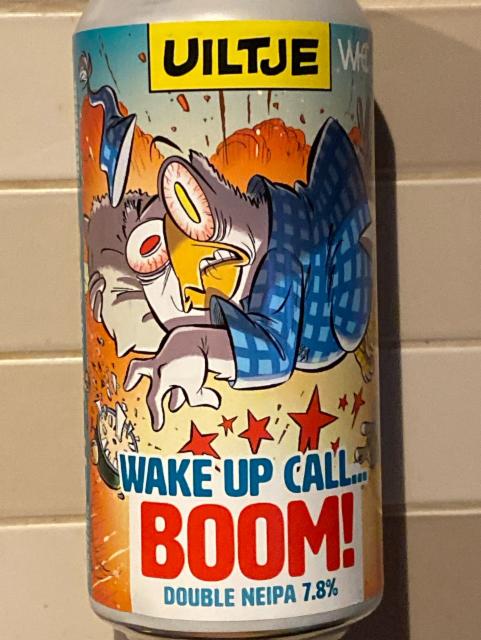 UILTJE
WAKE UP CALL...
BOOM!
DOUBLE NEIPA 7.8%